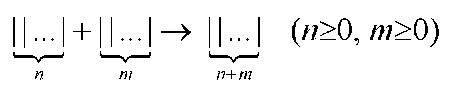 ||...| + ||...| → ||...| (n≥0, m≥0)
n m n+m